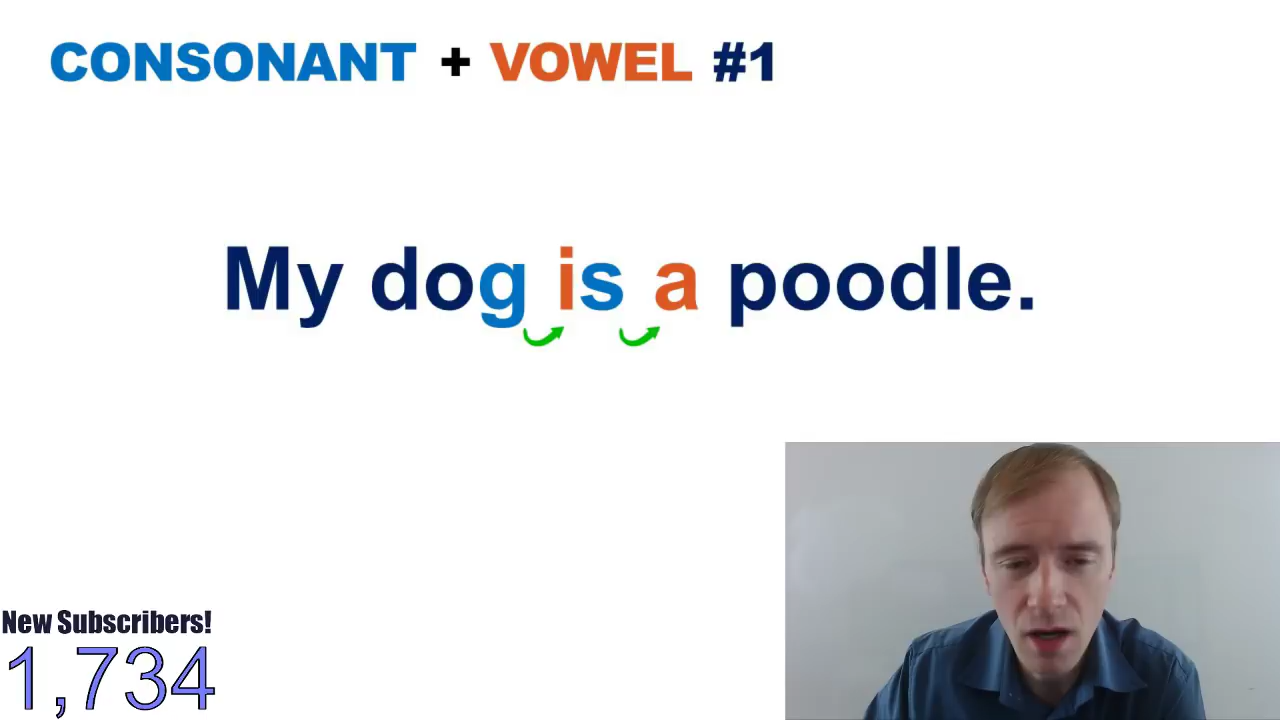 CONSONANT + VOWEL #1
My dog is a poodle.
New Subscribers!
1,734